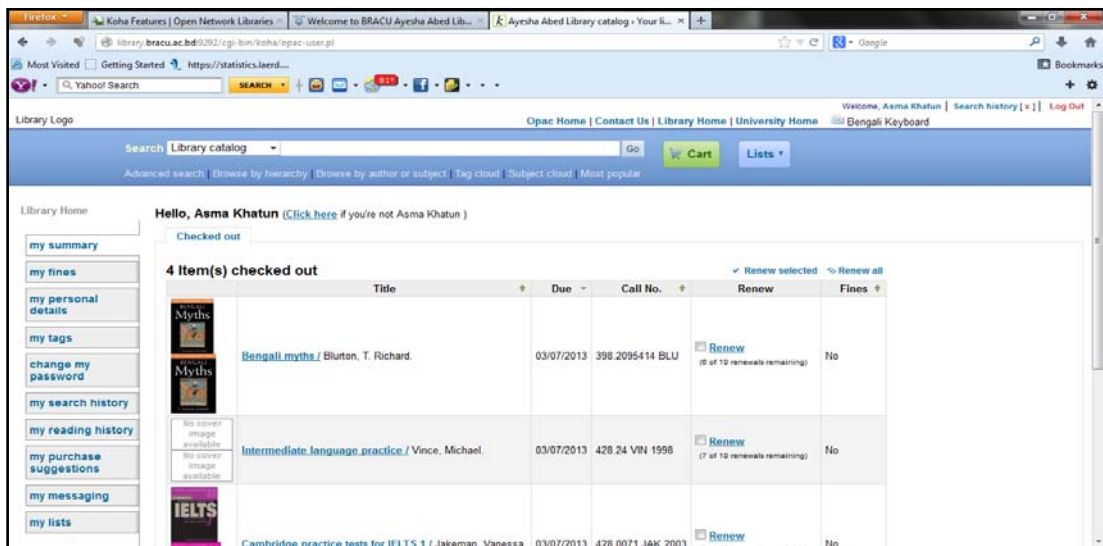 Firefox
Koha Features | Open Network Libraries
Welcome to BRACU Ayesha Abed Lib...
Ayesha Abed Library catalog › Your li...
library.bracu.ac.bd:9292/cgi-bin/koha/opac-user.pl
Google
Most Visited Getting Started https://statistics.laerd....
Bookmarks
Yahoo! Search SEARCH
Welcome, Asma Khatun | Search history [x] | Log Out
Library Logo Opac Home | Contact Us | Library Home | University Home Bengali Keyboard
Search Library catalog Go Cart Lists
Advanced search | Browse by hierarchy | Browse by author or subject | Tag cloud | Subject cloud | Most popular
Library Home
my summary
my fines
my personal details
my tags
change my password
my search history
my reading history
my purchase suggestions
my messaging
my lists
Hello, Asma Khatun (Click here if you're not Asma Khatun )
Checked out
4 Item(s) checked out Renew selected Renew all
Title Due Call No. Renew Fines
BENGALI
Myths
Myths
Bengali myths / Blurton, T. Richard. 03/07/2013 398.2095414 BLU Renew No
of 10 renewals remaining)
No cover image available
No cover image available
Intermediate language practice / Vince, Michael. 03/07/2013 428.24 VIN 1998 Renew No
(7 of 10 renewals remaining)
IELTS
Cambridge practice tests for IELTS 1 / Jakeman, Vanessa 03/07/2013 428.0071 JAK 2003 Renew No